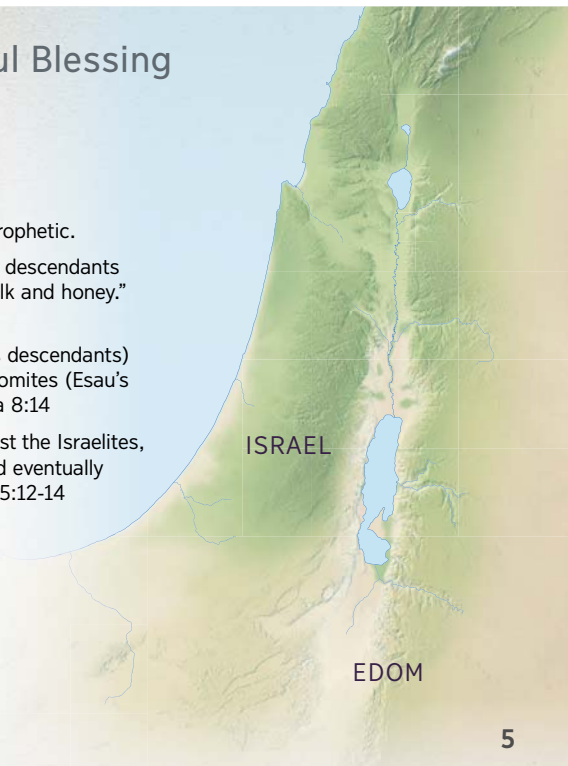 ul Blessing
rophetic.
descendants
lk and honey.”
descendants)
omites (Esau’s
a 8:14
st the Israelites,
d eventually
5:12-14
ISRAEL
EDOM
5